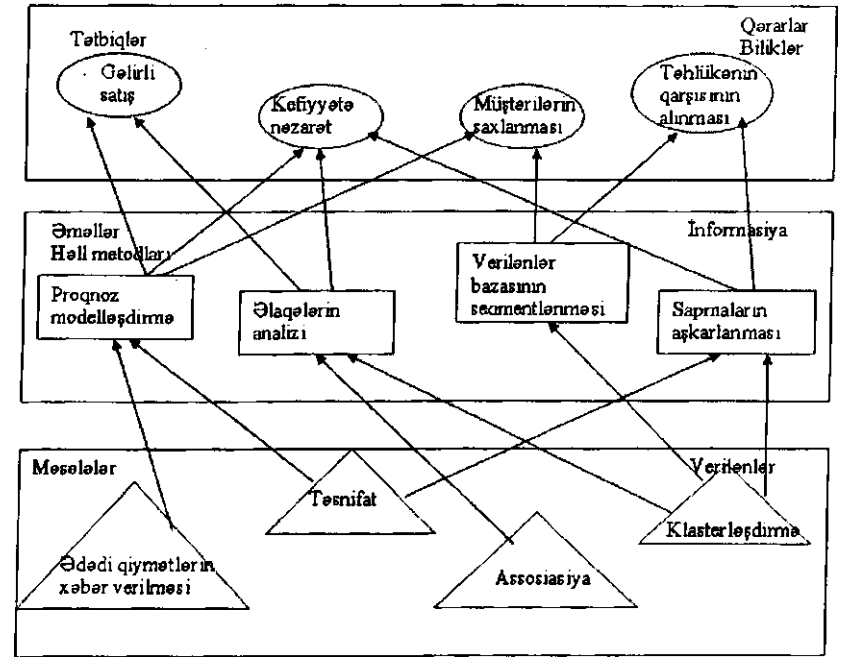 Tətbiqlər
Qərarlar
Biliklər
Gəlirli
satış
Kefiyyətə
nəzarət
Müştərilərin
saxlanması
Təhlükənin
qarşısının
alınması
Əməllər
Həll metodları
İnformasiya
Proqnoz
modelləşdirmə
Əlaqələrin
analizi
Verilənlər
bazasının
seqmentlənməsi
Sapmaların
aşkarlanması
Məsələlər
Verilənlər
Təsnifat
Klasterləşdirmə
Ədədi qiymətlərin
xəbər verilməsi
Assosiasiya